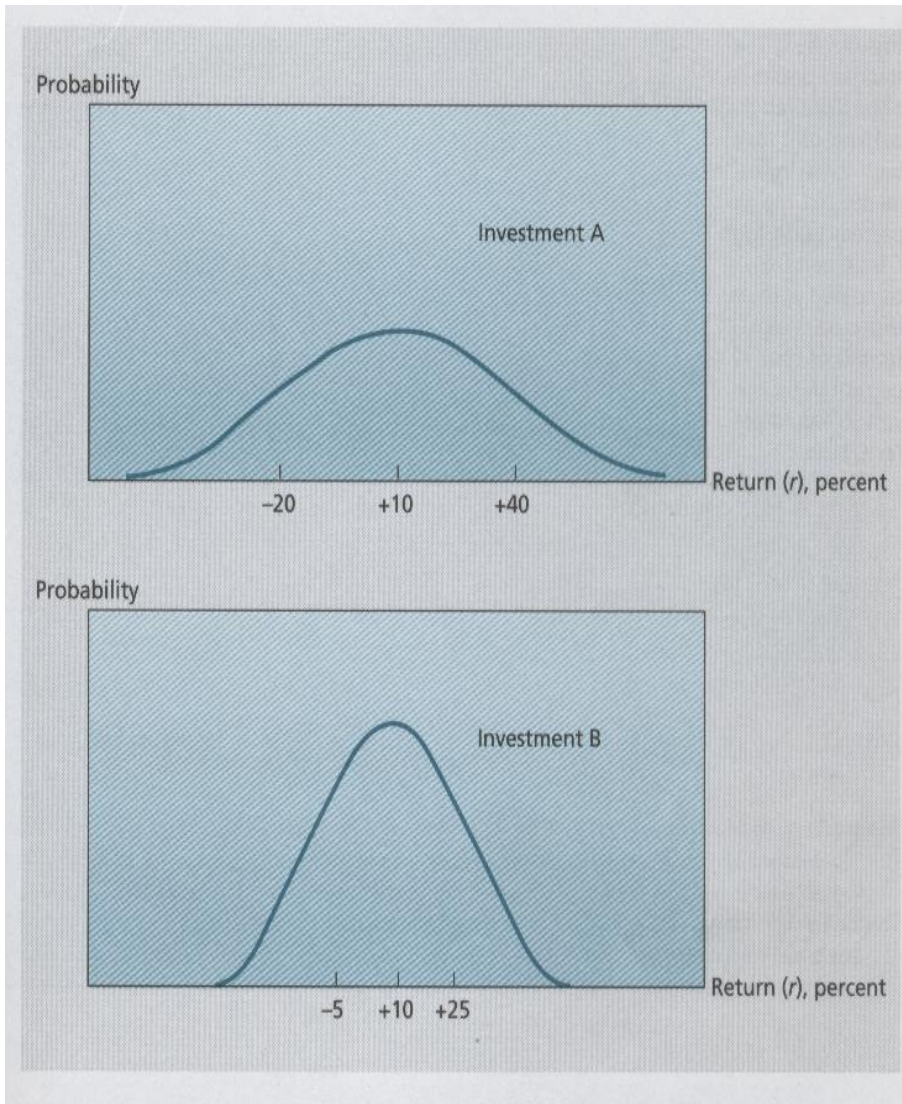 Probability
Investment A
Return (r), percent
–20 +10 +40
Probability
Investment B
Return (r), percent
–5 +10 +25